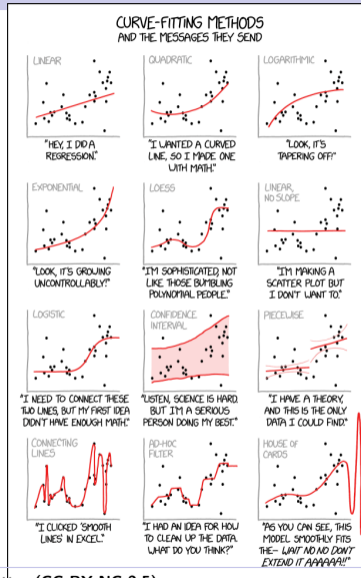 CURVE-FITTING METHODS
AND THE MESSAGES THEY SEND
LINEAR
"HEY, I DID A
REGRESSION."
QUADRATIC
"I WANTED A CURVED
LINE, SO I MADE ONE
WITH MATH."
LOGARITHMIC
"LOOK, IT'S
TAPERING OFF!"
EXPONENTIAL
"LOOK, IT'S GROWING
UNCONTROLLABLY!"
LOESS
"I'M SOPHISTICATED, NOT
LIKE THOSE BUMBLING
POLYNOMIAL PEOPLE."
LINEAR,
NO SLOPE
"I'M MAKING A
SCATTER PLOT BUT
I DON'T WANT TO."
LOGISTIC
"I NEED TO CONNECT THESE
TWO LINES, BUT MY FIRST IDEA
DIDN'T HAVE ENOUGH MATH."
CONFIDENCE
INTERVAL
"LISTEN, SCIENCE IS HARD.
BUT I'M A SERIOUS
PERSON DOING MY BEST."
PIECEWISE
"I HAVE A THEORY,
AND THIS IS THE ONLY
DATA I COULD FIND."
CONNECTING
LINES
"I CLICKED 'SMOOTH
LINES' IN EXCEL."
AD-HOC
FILTER
"I HAD AN IDEA FOR HOW
TO CLEAN UP THE DATA.
WHAT DO YOU THINK?"
HOUSE OF
CARDS
"AS YOU CAN SEE, THIS
MODEL SMOOTHLY FITS
THE- WAIT NO NO DON'T
EXTEND IT AAAAAA!!"